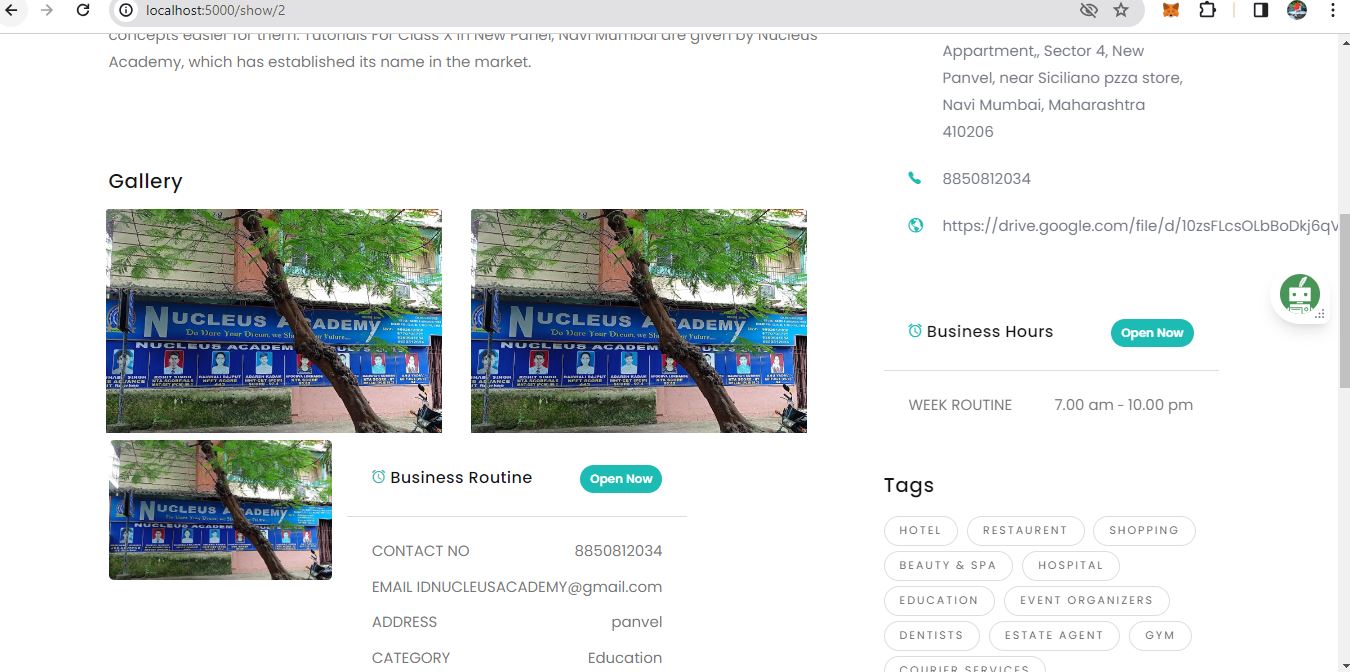 localhost:5000/show/2
concepts easier for them. Tutorials For Class X in New Panel, Navi Mumbai are given by Nucleus
Academy, which has established its name in the market.
Gallery
NUCLEUS ACADEMY
Do Dare Your Dream, we
NUCLEUS ACADEMY
NUCLEUS ACADEMY
Do Dare Your Dream, we
NUCLEUS ACADEMY
NUCLEUS ACADEMY
NUCLEUS ACADEMY
Business Routine
Open Now
CONTACT NO 8850812034
EMAIL IDNUCLEUSACADEMY@gmail.com
ADDRESS panvel
CATEGORY Education
Appartment,, Sector 4, New
Panvel, near Siciliano pzza store,
Navi Mumbai, Maharashtra
410206
8850812034
https://drive.google.com/file/d/10zsFLcsOLbBoDkj6qV
Business Hours
Open Now
WEEK ROUTINE 7.00 am - 10.00 pm
Tags
HOTEL RESTAURENT SHOPPING
BEAUTY & SPA HOSPITAL
EDUCATION EVENT ORGANIZERS
DENTISTS ESTATE AGENT GYM
COURIER SERVICES